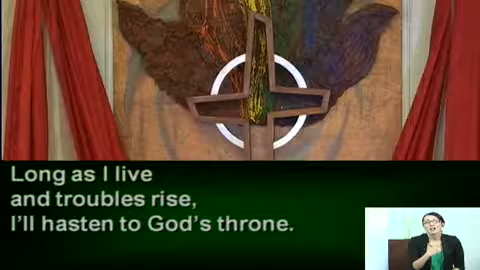 Long as I live
and troubles rise,
I'll hasten to God's throne.